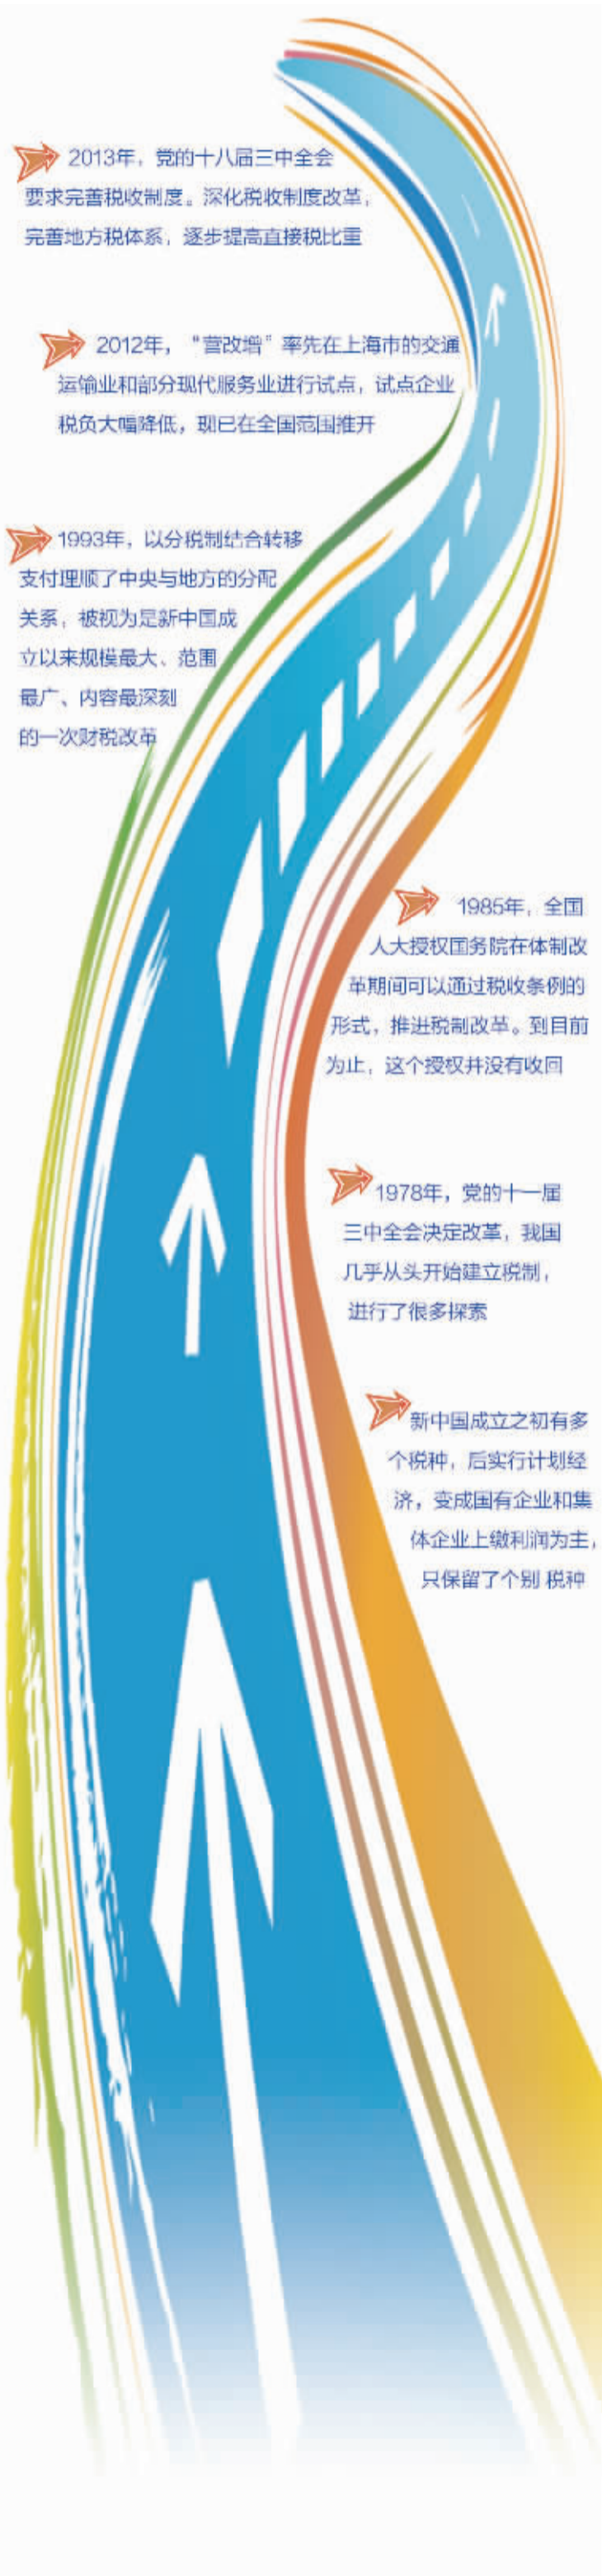 2013年，党的十八届三中全会
要求完善税收制度。深化税收制度改革，
完善地方税体系，逐步提高直接税比重
2012年，“营改增”率先在上海市的交通
运输业和部分现代服务业进行试点，试点企业
税负大幅降低，现已在全国范围推开
1993年，以分税制结合转移
支付理顺了中央与地方的分配
关系，被视为是新中国成
立以来规模最大、范围
最广、内容最深刻
的一次财税改革
1985年，全国
人大授权国务院在体制改
革期间可以通过税收条例的
形式，推进税制改革。到目前
为止，这个授权并没有收回
1978年，党的十一届
三中全会决定改革，我国
几乎从头开始建立税制，
进行了很多探索
新中国成立之初有多
个税种，后实行计划经
济，变成国有企业和集
体企业上缴利润为主，
只保留了个别 税种